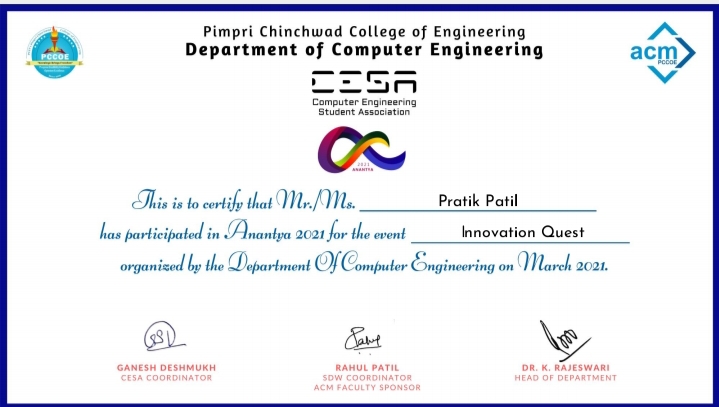 Pimpri Chinchwad College of Engineering
Department of Computer Engineering
PCCOE
acm
PCCOE
CESA
Computer Engineering
Student Association
2021
ANANTYA
This is to certify that Mr./Ms. Pratik Patil
has participated in Anantya 2021 for the event Innovation Quest
organized by the Department Of Computer Engineering on March 2021.
GANESH DESHMUKH
CESA COORDINATOR
RAHUL PATIL
SDW COORDINATOR
ACM FACULTY SPONSOR
DR. K. RAJESWARI
HEAD OF DEPARTMENT